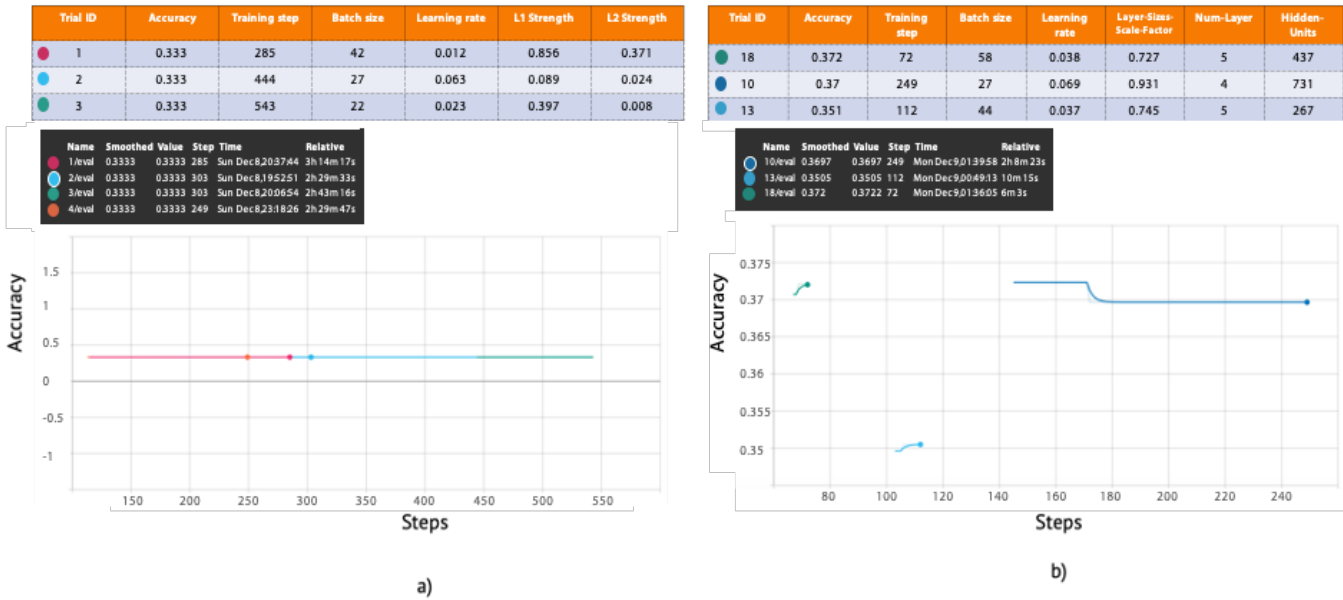 Trial ID Accuracy Training step Batch size Learning rate L1 Strength L2 Strength
1 0.333 285 42 0.012 0.856 0.371
2 0.333 444 27 0.063 0.089 0.024
3 0.333 543 22 0.023 0.397 0.008
Name Smoothed Value Step Time Relative
1/eval 0.3333 0.3333 285 Sun Dec 8,20:37:44 3h 14m 17s
2/eval 0.3333 0.3333 303 Sun Dec 8,19:52:51 2h 29m 33s
3/eval 0.3333 0.3333 303 Sun Dec 8,20:06:54 2h 43m 16s
4/eval 0.3333 0.3333 249 Sun Dec 8,23:18:26 2h 29m 47s
Accuracy
1.5
1
0.5
0
-0.5
-1
150 200 250 300 350 400 450 500 550
Steps
a)
Trial ID Accuracy Training step Batch size Learning rate Layer-Sizes-Scale-Factor Num-Layer Hidden-Units
18 0.372 72 58 0.038 0.727 5 437
10 0.37 249 27 0.069 0.931 4 731
13 0.351 112 44 0.037 0.745 5 267
Name Smoothed Value Step Time Relative
10/eval 0.3697 0.3697 249 Mon Dec 9,01:39:58 2h 8m 23s
13/eval 0.3505 0.3505 112 Mon Dec 9,00:49:13 10m 15s
18/eval 0.372 0.3722 72 Mon Dec 9,01:36:05 6m 3s
Accuracy
0.375
0.37
0.365
0.36
0.355
0.35
80 100 120 140 160 180 200 220 240
Steps
b)